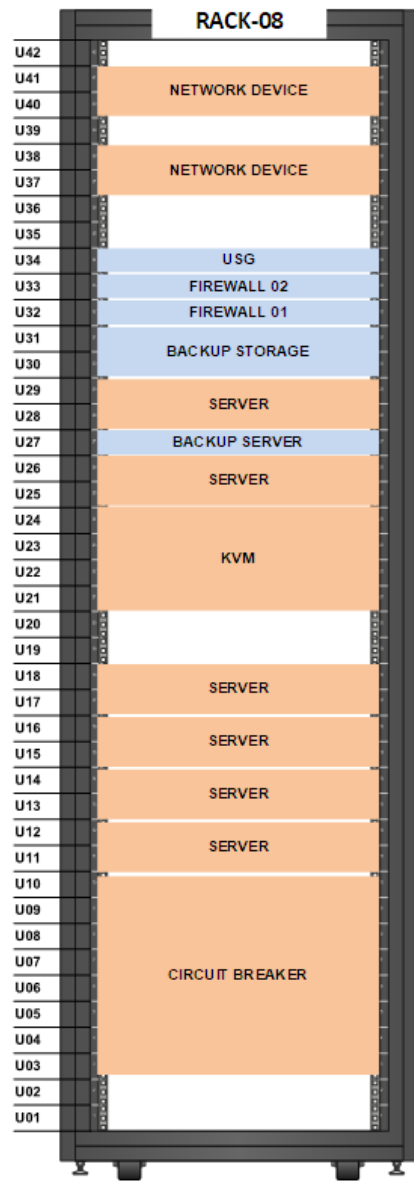 RACK-08
U42
U41
NETWORK DEVICE
U40
U39
U38
NETWORK DEVICE
U37
U36
U35
U34 USG
U33 FIREWALL 02
U32 FIREWALL 01
U31
BACKUP STORAGE
U30
U29
SERVER
U28
U27 BACKUP SERVER
U26
SERVER
U25
U24
U23
KVM
U22
U21
U20
U19
U18
SERVER
U17
U16
SERVER
U15
U14
SERVER
U13
U12
SERVER
U11
U10
U09
U08
U07
CIRCUIT BREAKER
U06
U05
U04
U03
U02
U01